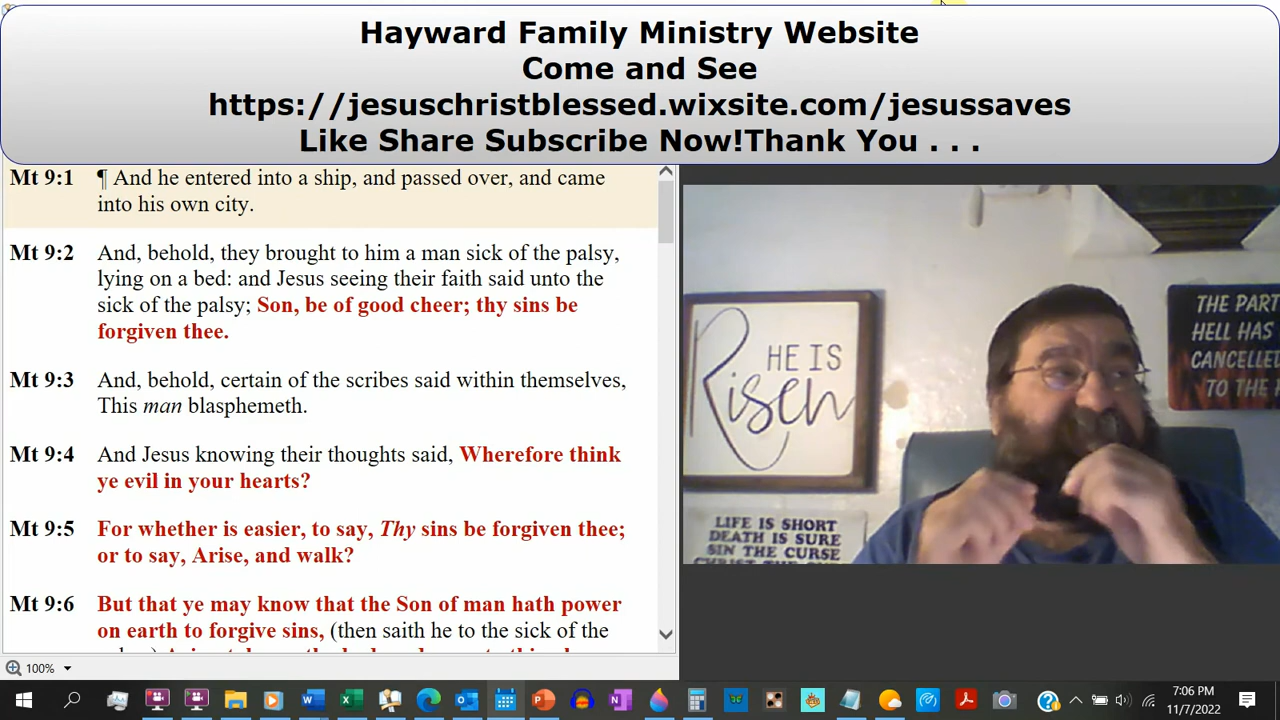 Hayward Family Ministry Website
Come and See
https://jesuschristblessed.wixsite.com/jesussaves
Like Share Subscribe Now!Thank You . . .
Mt 9:1 ¶ And he entered into a ship, and passed over, and came
into his own city.
Mt 9:2 And, behold, they brought to him a man sick of the palsy,
lying on a bed: and Jesus seeing their faith said unto the
sick of the palsy; Son, be of good cheer; thy sins be
forgiven thee.
Mt 9:3 And, behold, certain of the scribes said within themselves,
This man blasphemeth.
Mt 9:4 And Jesus knowing their thoughts said, Wherefore think
ye evil in your hearts?
Mt 9:5 For whether is easier, to say, Thy sins be forgiven thee;
or to say, Arise, and walk?
Mt 9:6 But that ye may know that the Son of man hath power
on earth to forgive sins, (then saith he to the sick of the
HE IS
Risen
THE PART
HELL HAS
CANCELLED
TO THE
LIFE IS SHORT
DEATH IS SURE
SIN THE CURSE
100%
7:06 PM
11/7/2022